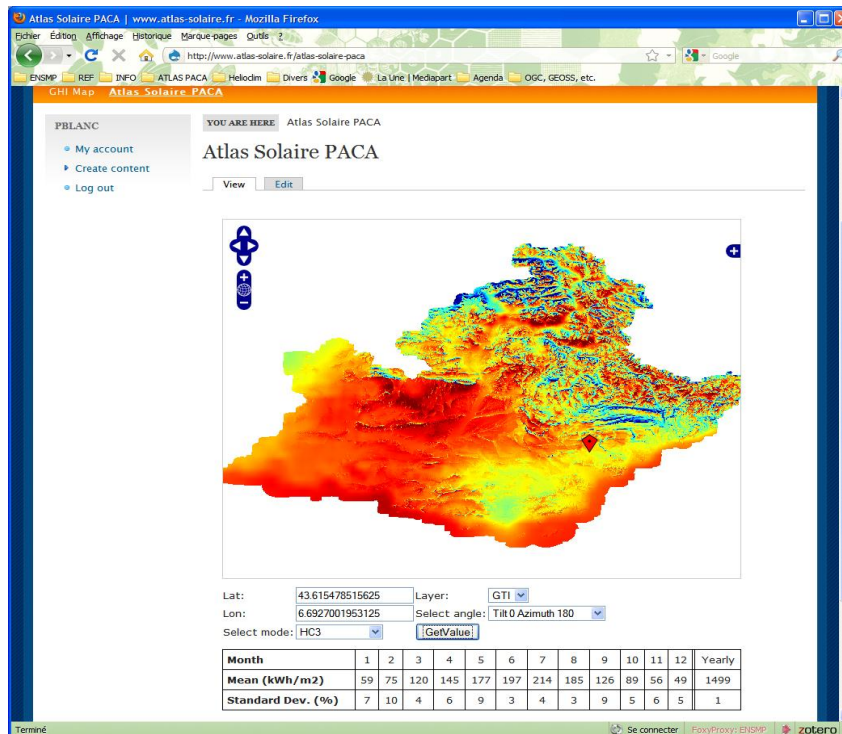 Atlas Solaire PACA | www.atlas-solaire.fr - Mozilla Firefox
Fichier Édition Affichage Historique Marque-pages Outils ?
http://www.atlas-solaire.fr/atlas-solaire-paca
Google
ENSMP REF INFO ATLAS PACA Helioclim Divers Google La Une | Mediapart Agenda OGC, GEOSS, etc.
GHI Map Atlas Solaire PACA
PBLANC
My account
Create content
Log out
YOU ARE HERE Atlas Solaire PACA
Atlas Solaire PACA
View Edit
Lat: 43.615478515625 Layer: GTI
Lon: 6.6927001953125 Select angle: Tilt 0 Azimuth 180
Select mode: HC3 GetValue
Month 1 2 3 4 5 6 7 8 9 10 11 12 Yearly
Mean (kWh/m2) 59 75 120 145 177 197 214 185 126 89 56 49 1499
Standard Dev. (%) 7 10 4 6 9 3 4 3 9 5 6 5 1
Terminé Se connecter FoxyProxy: ENSMP zotero